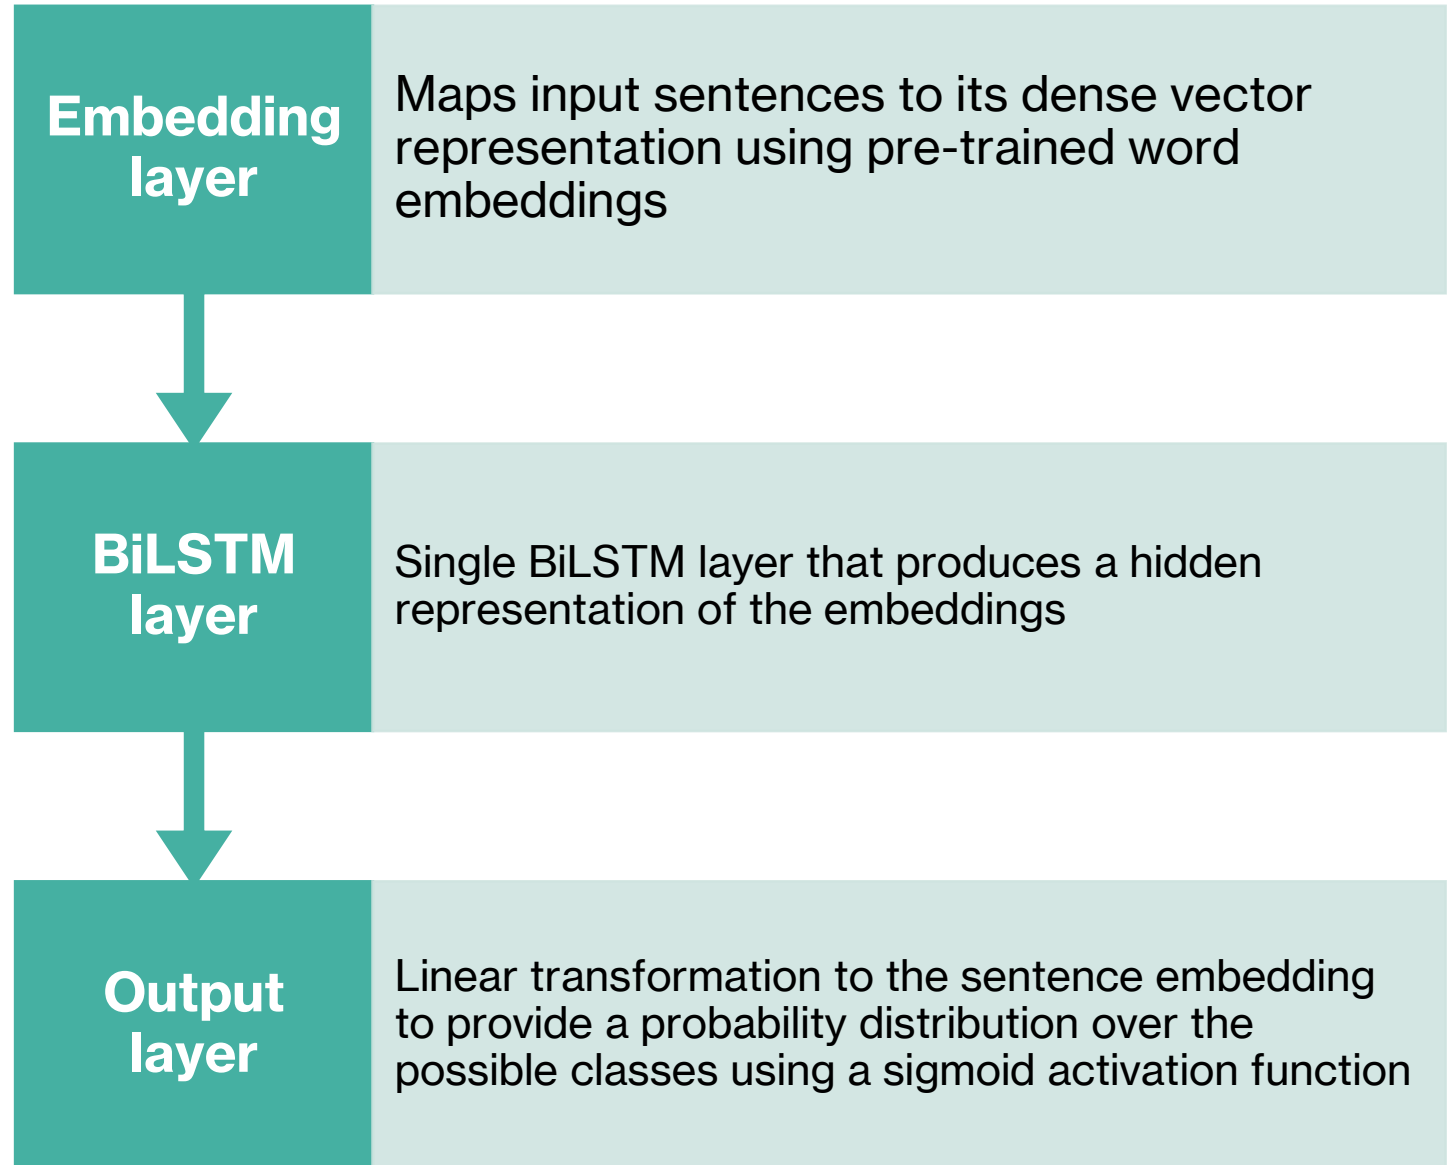 Embedding
layer
Maps input sentences to its dense vector
representation using pre-trained word
embeddings
BiLSTM
layer
Single BiLSTM layer that produces a hidden
representation of the embeddings
Output
layer
Linear transformation to the sentence embedding
to provide a probability distribution over the
possible classes using a sigmoid activation function